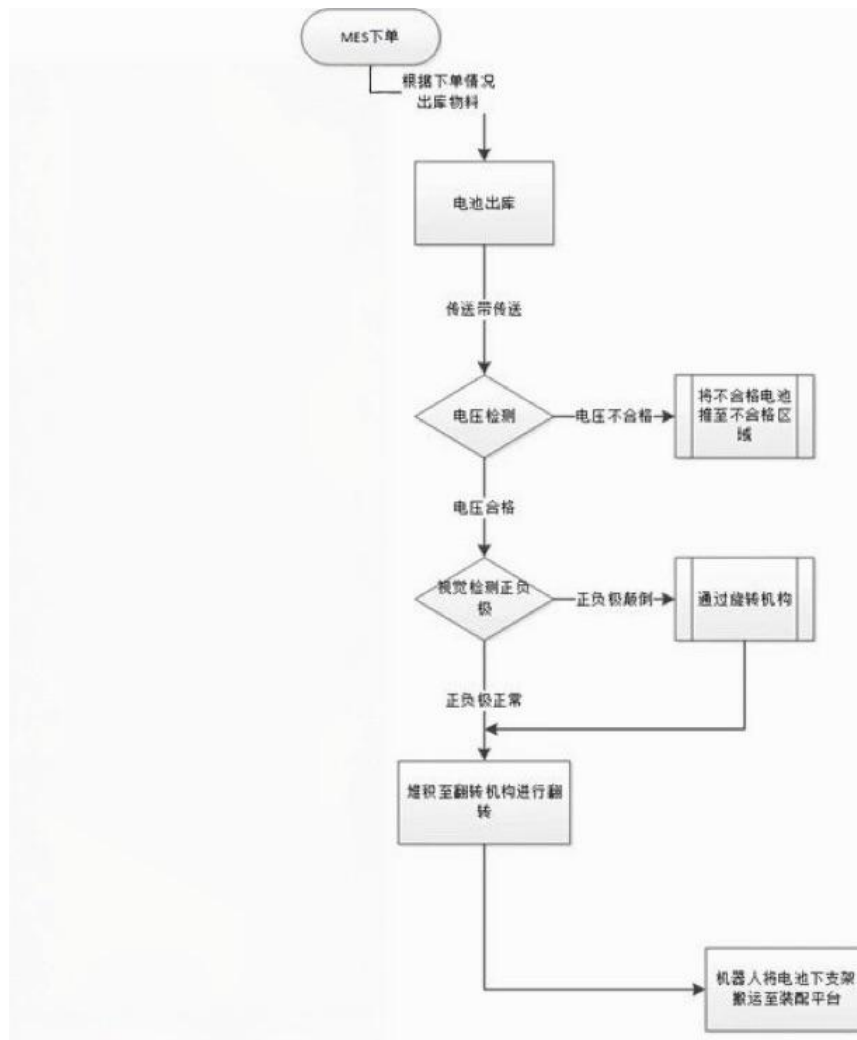 MES下单
根据下单情况
出库物料
电池出库
传送带传送
电压检测
电压不合格
将不合格电池
推至不合格区
域
电压合格
视觉检测正负
极
正负极颠倒
通过旋转机构
正负极正常
堆积至翻转机构进行翻
转
机器人将电池下支架
搬运至装配平台